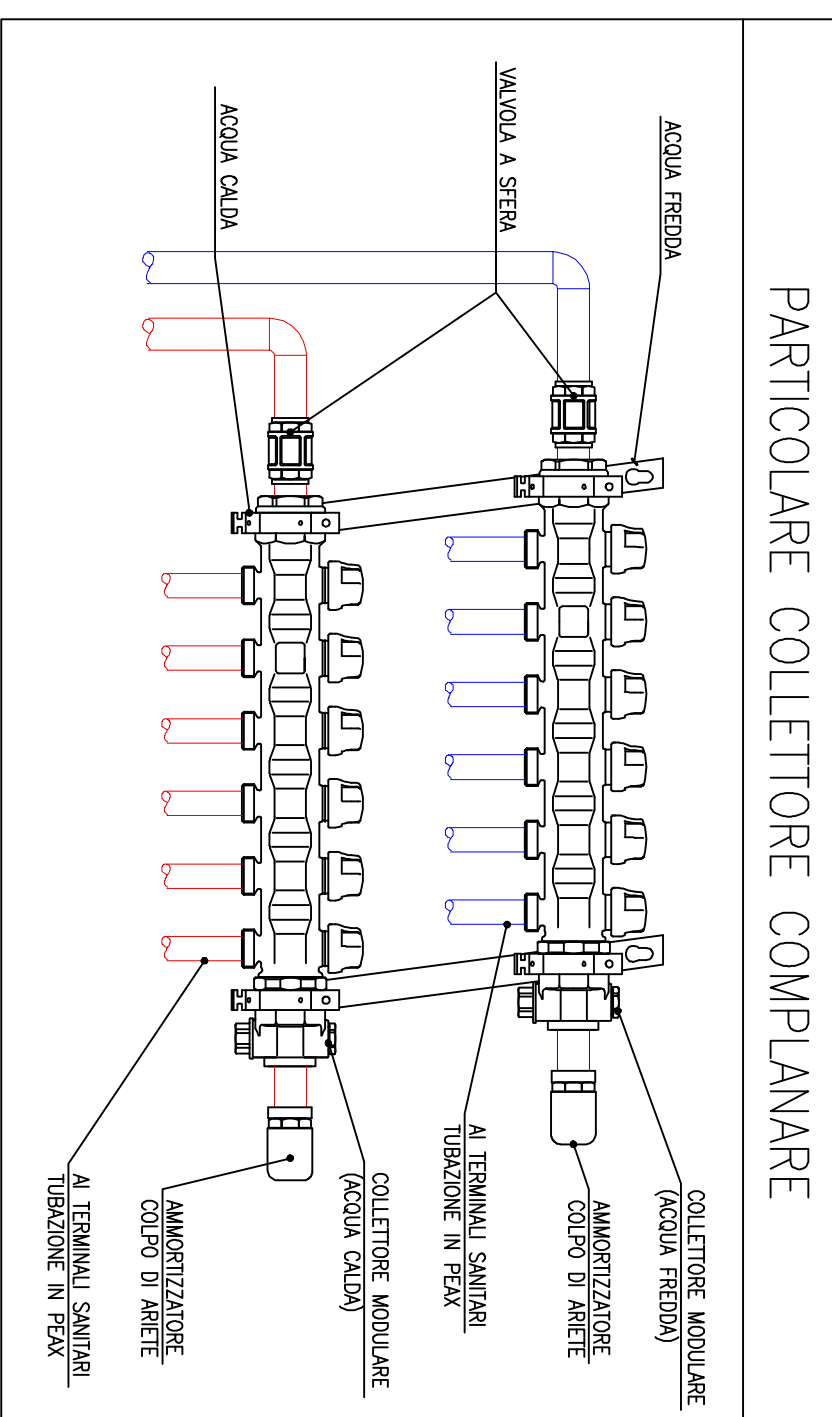 PARTICOLARE COLLETTORE COMPLANARE
ACQUA FREDDA
VALVOLA A SFERA
ACQUA CALDA
COLLETTORE MODULARE
(ACQUA FREDDA)
AMMORTIZZATORE
COLPO DI ARIETE
AI TERMINALI SANITARI
TUBAZIONE IN PEAX
COLLETTORE MODULARE
(ACQUA CALDA)
AMMORTIZZATORE
COLPO DI ARIETE
AI TERMINALI SANITARI
TUBAZIONE IN PEAX